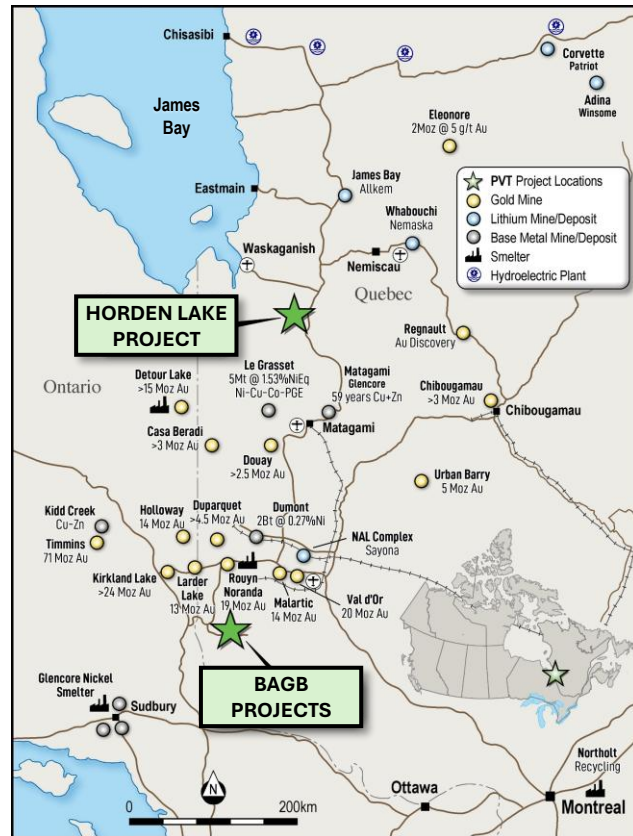 Chisasibi
Corvette
Patriot
James
Bay
Adina
Winsome
Eleonore
2Moz @ 5 g/t Au
PVT Project Locations
Gold Mine
Lithium Mine/Deposit
Base Metal Mine/Deposit
Smelter
Hydroelectric Plant
James Bay
Allkem
Eastmain
Whabouchi
Nemaska
Waskaganish
Nemiscau
Quebec
HORDEN LAKE
PROJECT
Regnault
Au Discovery
Ontario
Detour Lake
>15 Moz Au
Le Grasset
5Mt @ 1.53%NiEq
Ni-Cu-Co-PGE
Matagami
Glencore
59 years Cu+Zn
Chibougamau
>3 Moz Au
Chibougamau
Matagami
Casa Beradi
>3 Moz Au
Douay
>2.5 Moz Au
Urban Barry
5 Moz Au
Kidd Creek
Cu-Zn
Timmins
71 Moz Au
Holloway
14 Moz Au
Duparquet
>4.5 Moz Au
Dumont
2Bt @ 0.27%Ni
NAL Complex
Sayona
Kirkland Lake
>24 Moz Au
Larder
Lake
13 Moz Au
Rouyn
Noranda
19 Moz Au
Malartic
14 Moz Au
Val d'Or
20 Moz Au
BAGB
PROJECTS
Glencore Nickel
Smelter
Sudbury
Northolt
Recycling
Ottawa
Montreal
N
0
200km